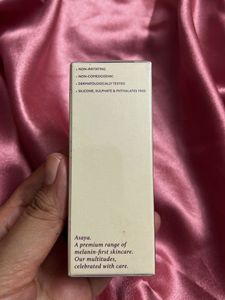 • NON-IRRITATING
• NON-COMEDOGENIC
• DERMATOLOGICALLY TESTED
• SILICONE, SULPHATE & PHTHALATES FREE
Asaya.
A premium range of
melanin-first skincare.
Our multitudes,
celebrated with care.